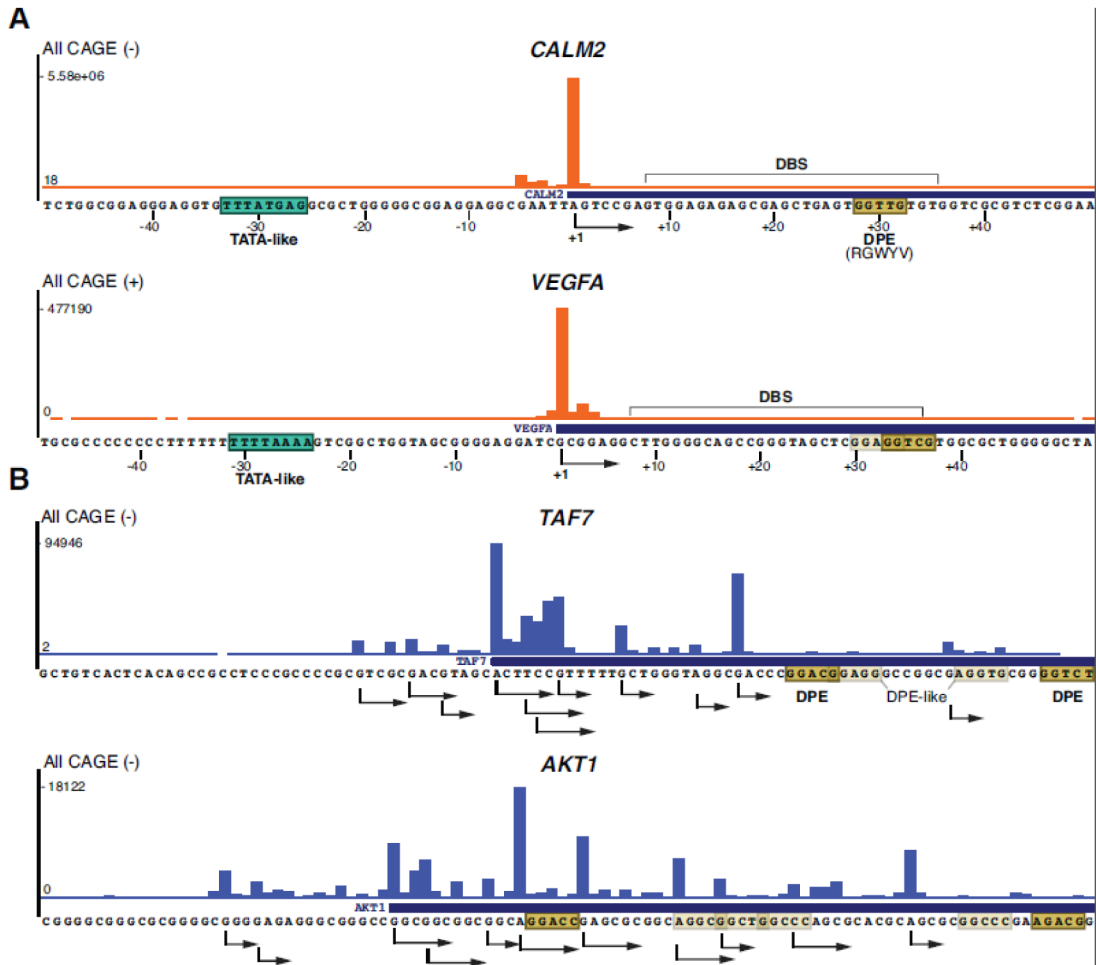 A
All CAGE (-)
CALM2
5.58e+06
DBS
18
CALM2
TCTGGCGGAGGGAGGTGTTTATGAGGCGCTGGGGGCGGAGGAGGCGAATTAGTCCGAGTGGAGAGAGCGAGCTGAGTGGTTGTGTGGTCGCGTCTCGGAA
-40 -30 -20 -10 +1 +10 +20 +30 +40
TATA-like DPE
(RGWYV)
All CAGE (+)
VEGFA
477190
DBS
0
VEGFA
TGCGCCCCCCCCTTTTTTTTTTAAAAGTCGGCTGGTAGCGGGGAGGATCGCGGAGGCTTGGGGCAGCCGGGTAGCTCGGAGGTCGTGGCGCTGGGGGCTA
-40 -30 -20 -10 +1 +10 +20 +30 +40
TATA-like
B
All CAGE (-)
TAF7
94946
2
TAF7
GCTGTCACTCACAGCCGCCTCCCGCCCCGCGTCGCGACGTAGCACTTCCGTTTTTGCTGGGTAGGCGACCCGGACGGAGGGCCGGCGAGGTGCGGGGTCT
DPE DPE-like DPE
All CAGE (-)
AKT1
18122
0
AKT1
CGGGGCGGGCGCGGGGCGGGGAGAGGGCGGGCCGGCGGCGGCGGCAGGACCGAGCGCGGCAGGCGGCTGGCCCAGCGCACGCAGCGCGGCCCGAAGACGG